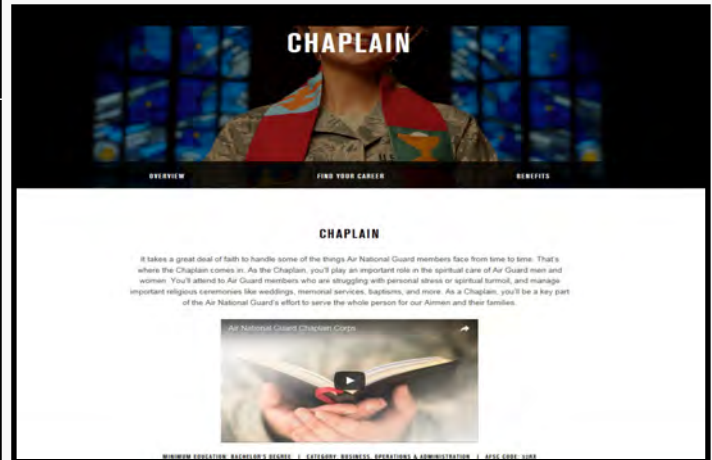 CHAPLAIN
U.S.
OVERVIEW FIND YOUR CAREER BENEFITS
CHAPLAIN
It takes a great deal of faith to handle some of the things Air National Guard members face from time to time. That's
where the Chaplain comes in. As the Chaplain, you'll play an important role in the spiritual care of Air Guard men and
women. You'll attend to Air Guard members who are struggling with personal stress or spiritual turmoil, and manage
important religious ceremonies like weddings, memorial services, baptisms, and more. As a Chaplain, you'll be a key part
of the Air National Guard's effort to serve the whole person for our Airmen and their families.
Air National Guard Chaplain Corps
MINIMUM EDUCATION: BACHELOR'S DEGREE | CATEGORY: BUSINESS, OPERATIONS & ADMINISTRATION | AFSC CODE: